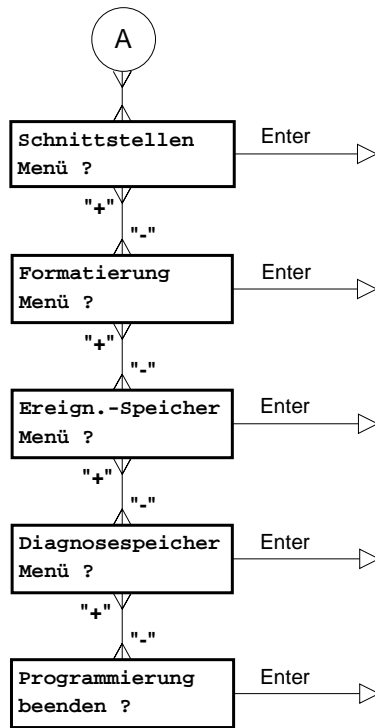 A
Schnittstellen
Menü ?
Enter
"+"
"-"
Formatierung
Menü ?
Enter
"+"
"-"
Ereign.-Speicher
Menü ?
Enter
"+"
"-"
Diagnosespeicher
Menü ?
Enter
"+"
"-"
Programmierung
beenden ?
Enter